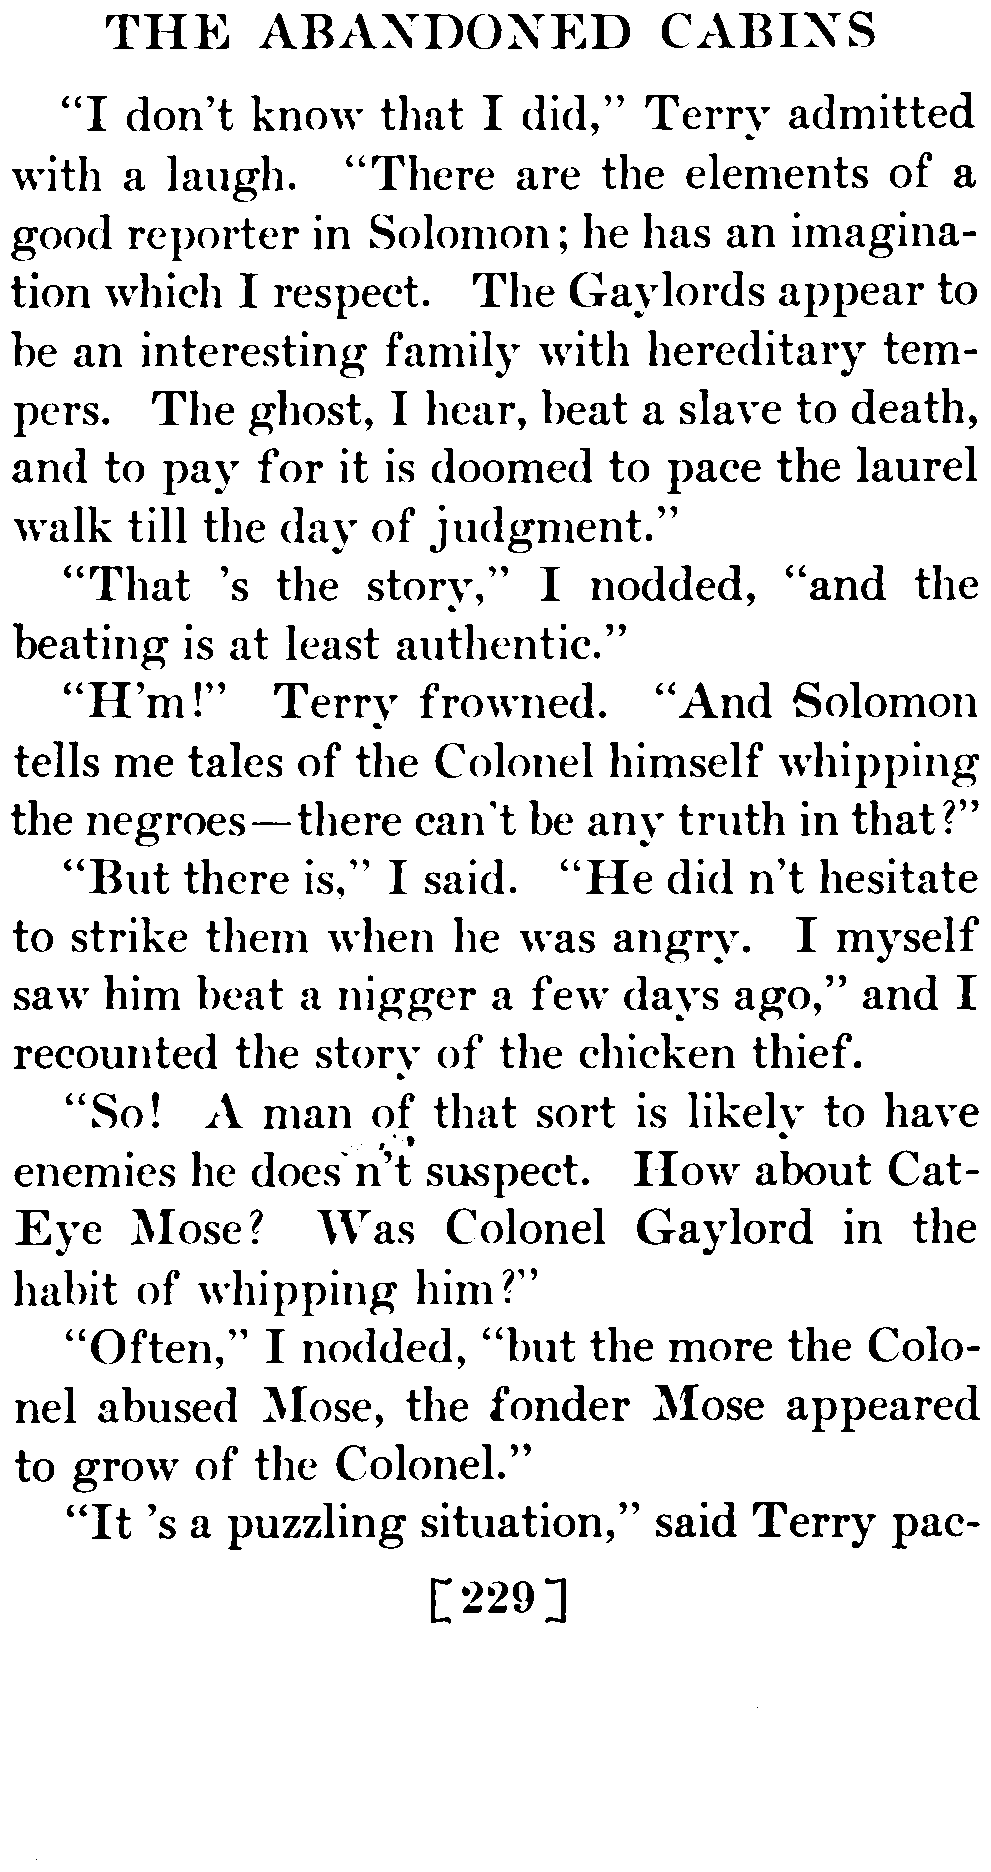 THE ABANDONED CABINS
"I don't know that I did," Terry admitted
with a laugh. "There are the elements of a
good reporter in Solomon; he has an imagina-
tion which I respect. The Gaylords appear to
be an interesting family with hereditary tem-
pers. The ghost, I hear, beat a slave to death,
and to pay for it is doomed to pace the laurel
walk till the day of judgment."
"That 's the story," I nodded, "and the
beating is at least authentic."
"H'm!" Terry frowned. "And Solomon
tells me tales of the Colonel himself whipping
the negroes—there can't be any truth in that?"
"But there is," I said. "He did n't hesitate
to strike them when he was angry. I myself
saw him beat a nigger a few days ago," and I
recounted the story of the chicken thief.
"So! A man of that sort is likely to have
enemies he does n't suspect. How about Cat-
Eye Mose? Was Colonel Gaylord in the
habit of whipping him?"
"Often," I nodded, "but the more the Colo-
nel abused Mose, the fonder Mose appeared
to grow of the Colonel."
"It 's a puzzling situation," said Terry pac-
[229]